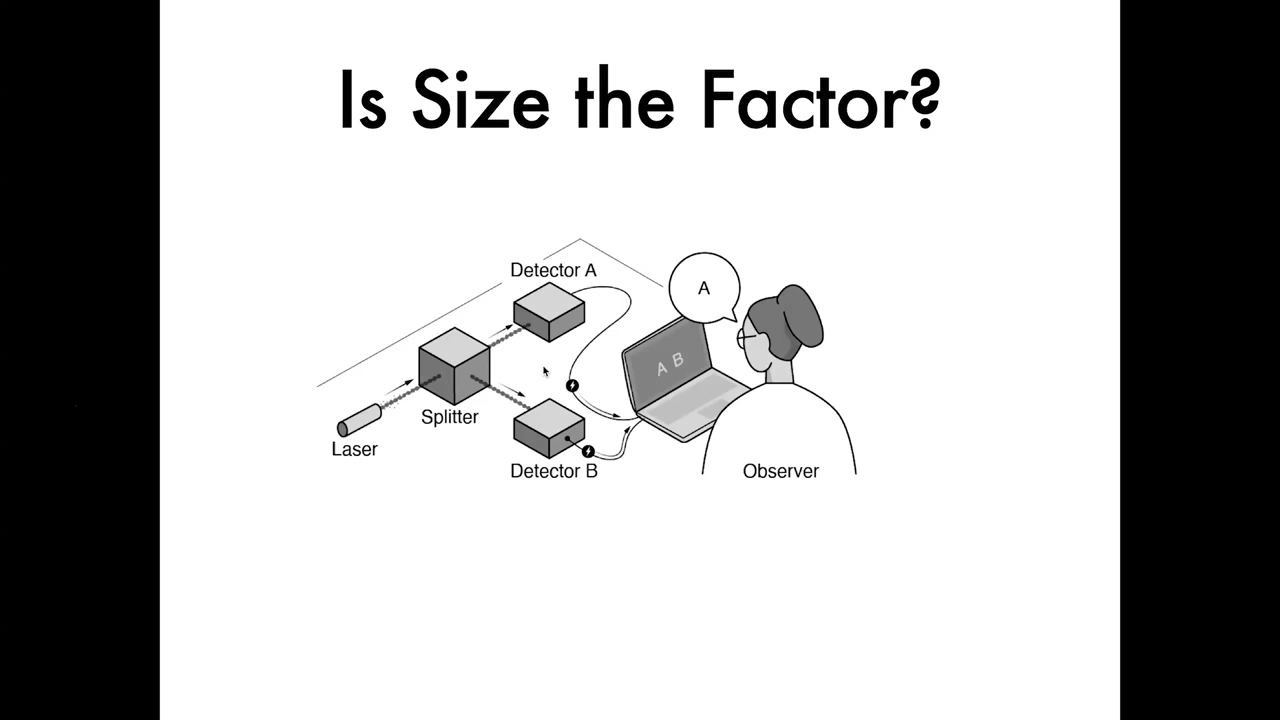 Is Size the Factor?
Detector A
A
A B
Splitter
Laser
Detector B
Observer